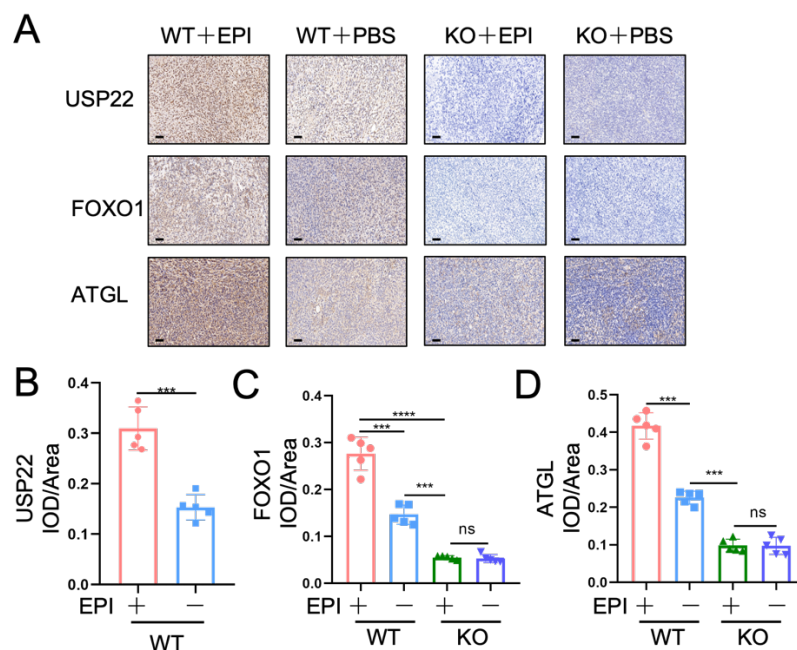 A
WT+EPI WT+PBS KO+EPI KO+PBS
USP22
FOXO1
ATGL
B
***
0.4
0.3
0.2
0.1
0.0
USP22
IOD/Area
EPI + −
WT
C
****
***
***
ns
0.4
0.3
0.2
0.1
0.0
FOXO1
IOD/Area
EPI + − + −
WT KO
D
***
***
ns
0.5
0.4
0.3
0.2
0.1
0.0
ATGL
IOD/Area
EPI + − + −
WT KO